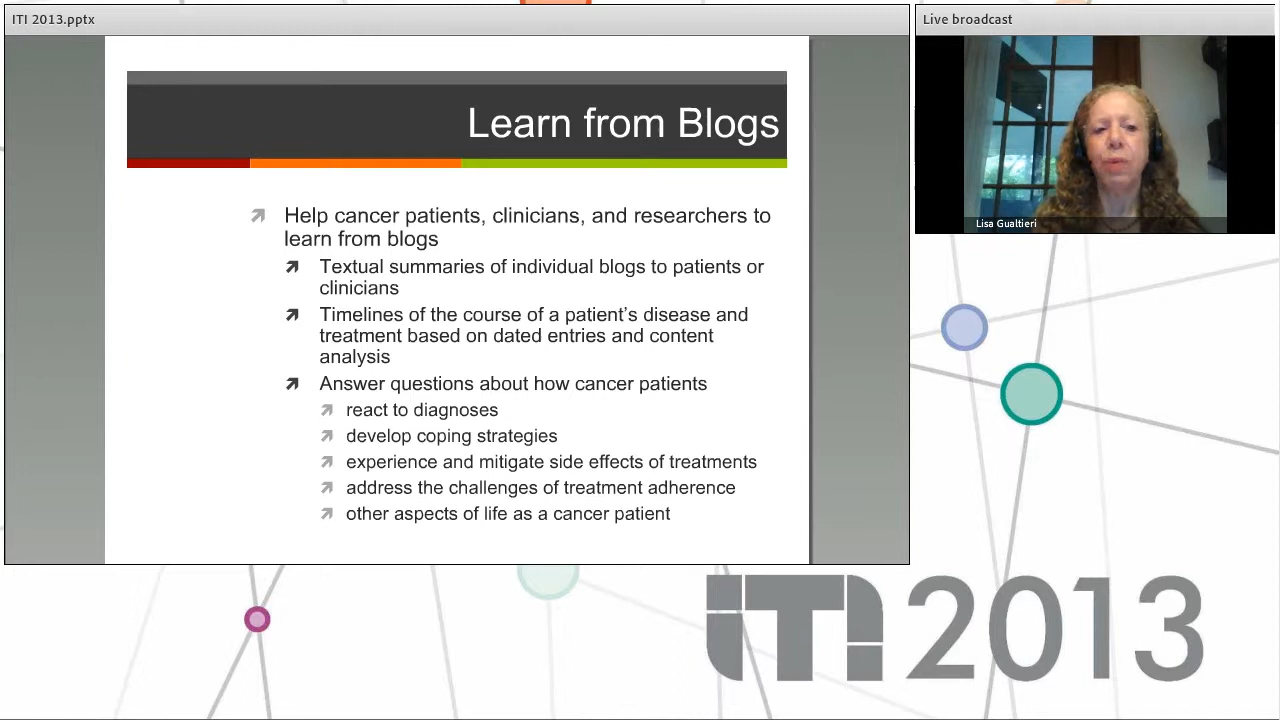 ITI 2013.pptx
Live broadcast
Learn from Blogs
Help cancer patients, clinicians, and researchers to
learn from blogs
Textual summaries of individual blogs to patients or
clinicians
Timelines of the course of a patient’s disease and
treatment based on dated entries and content
analysis
Answer questions about how cancer patients
react to diagnoses
develop coping strategies
experience and mitigate side effects of treatments
address the challenges of treatment adherence
other aspects of life as a cancer patient
Lisa Gualtieri
ITI 2013